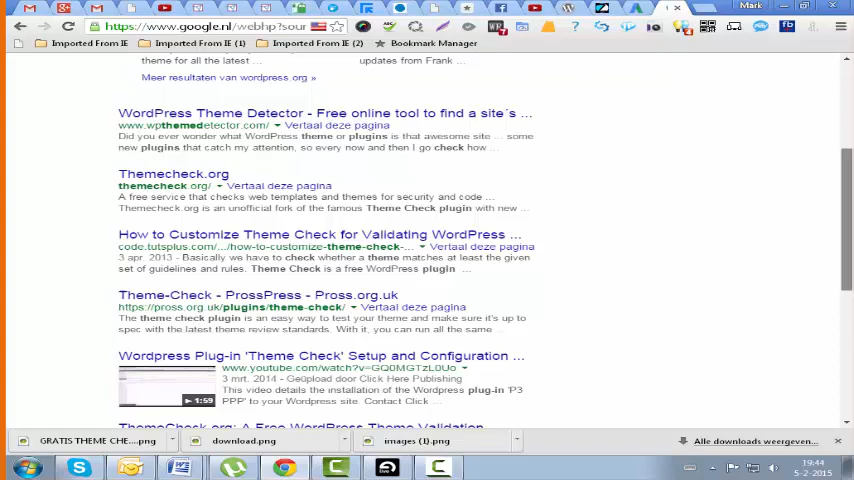 Mark
https://www.google.nl/webhp?sour
Imported From IE
Imported From IE (1)
Imported From IE (2)
Bookmark Manager
theme for all the latest ...
updates from Frank ...
Meer resultaten van wordpress.org »
WordPress Theme Detector - Free online tool to find a site´s ...
www.wpthemedetector.com/ Vertaal deze pagina
Did you ever wonder what WordPress theme or plugins is that awesome site ... some
new plugins that catch my attention, so every now and then I go check how ...
Themecheck.org
themecheck.org/ Vertaal deze pagina
A free service that checks web templates and themes for security and code ...
Themecheck.org is an unofficial fork of the famous Theme Check plugin with new ...
How to Customize Theme Check for Validating WordPress ...
code.tutsplus.com/.../how-to-customize-theme-check-... Vertaal deze pagina
3 apr. 2013 - Basically we have to check whether a theme matches at least the given
set of guidelines and rules. Theme Check is a free WordPress plugin ...
Theme-Check - ProssPress - Pross.org.uk
https://pross.org.uk/plugins/theme-check/ Vertaal deze pagina
The theme check plugin is an easy way to test your theme and make sure it's up to
spec with the latest theme review standards. With it, you can run all the same ...
Wordpress Plug-in 'Theme Check' Setup and Configuration ...
www.youtube.com/watch?v=GQ0MGTzL0Uo
3 mrt. 2014 - Geüpload door Click Here Publishing
This video details the installation of the Wordpress plug-in 'P3
PPP' to your Wordpress site. Contact Click ...
1:59
ThemeCheck.org: A Free WordPress Theme Validation
GRATIS THEME CHE....png
download.png
images (1).png
Alle downloads weergeven...
19:44
5-2-2015